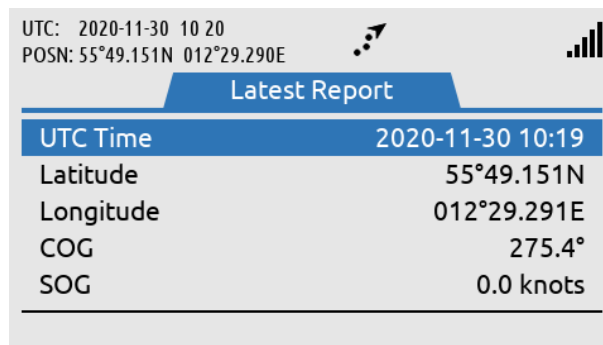 UTC: 2020-11-30 10 20
POSN: 55°49.151N 012°29.290E
Latest Report
UTC Time 2020-11-30 10:19
Latitude 55°49.151N
Longitude 012°29.291E
COG 275.4°
SOG 0.0 knots